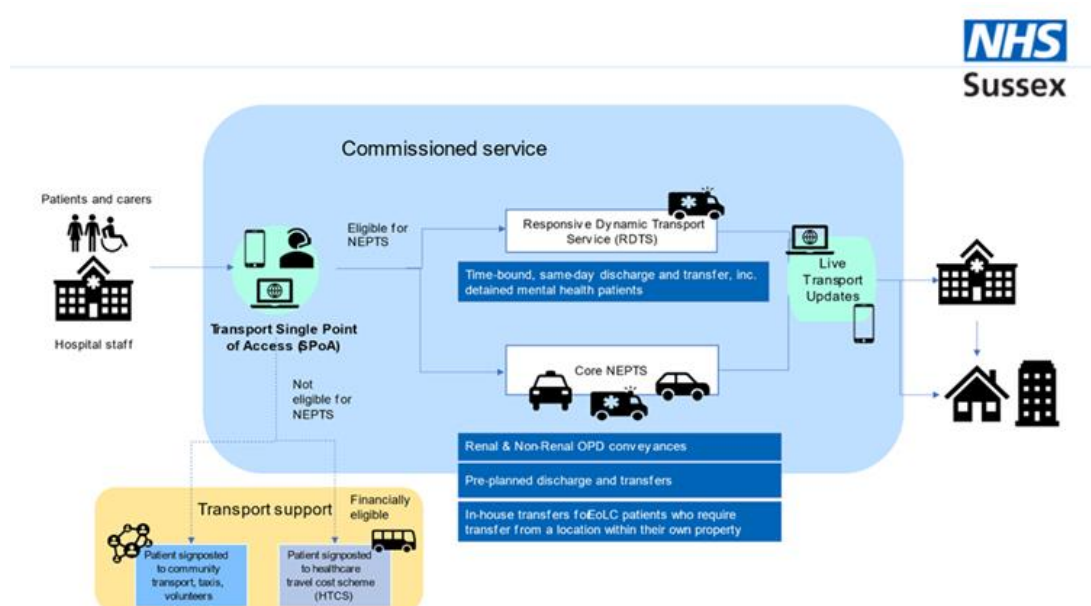 NHS
Sussex
Commissioned service
Patients and carers
Hospital staff
Transport Single Point
of Access (SPoA)
Eligible for
NEPTS
Not
eligible for
NEPTS
Responsive Dynamic Transport
Service (RDTS)
Time-bound, same-day discharge and transfer, inc.
detained mental health patients
Core NEPTS
Renal & Non-Renal OPD conveyances
Pre-planned discharge and transfers
In-house transfers forEoLC patients who require
transfer from a location within their own property
Live
Transport
Updates
Transport support
Financially
eligible
Patient signposted
to community
transport, taxis,
volunteers
Patient signposted
to healthcare
travel cost scheme
(HTCS)